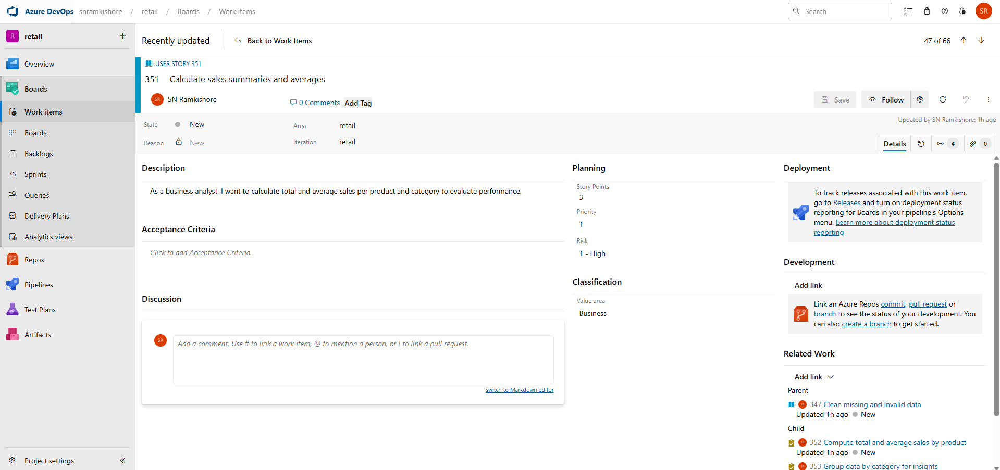 Azure DevOps snramkishore / retail / Boards / Work items
Search
SR
R retail
Overview
Boards
Work items
Boards
Backlogs
Sprints
Queries
Delivery Plans
Analytics views
Repos
Pipelines
Test Plans
Artifacts
Project settings
Recently updated
Back to Work Items
47 of 66
USER STORY 351
351 Calculate sales summaries and averages
SR SN Ramkishore
0 Comments
Add Tag
Save
Follow
State New
Area retail
Updated by SN Ramkishore: 1h ago
Reason New
Iteration retail
Details
4
0
Description
As a business analyst, I want to calculate total and average sales per product and category to evaluate performance.
Acceptance Criteria
Click to add Acceptance Criteria.
Discussion
SR
Add a comment. Use # to link a work item, @ to mention a person, or ! to link a pull request.
switch to Markdown editor
Planning
Story Points
3
Priority
1
Risk
1 - High
Classification
Value area
Business
Deployment
To track releases associated with this work item,
go to Releases and turn on deployment status
reporting for Boards in your pipeline's Options
menu. Learn more about deployment status
reporting
Development
Add link
Link an Azure Repos commit, pull request or
branch to see the status of your development. You
can also create a branch to get started.
Related Work
Add link
Parent
SR 347 Clean missing and invalid data
Updated 1h ago New
Child
SR 352 Compute total and average sales by product
Updated 1h ago New
SR 353 Group data by category for insights